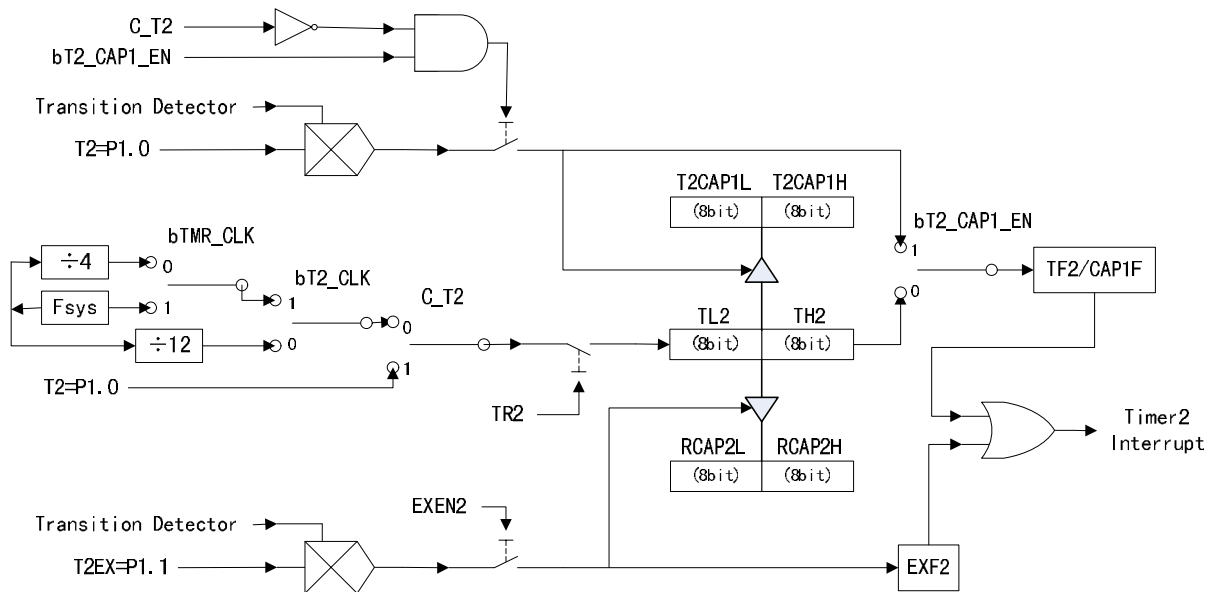 C_T2
bT2_CAP1_EN
Transition Detector
T2=P1.0
T2CAP1L T2CAP1H
(8bit) (8bit)
bT2_CAP1_EN
1
0
TF2/CAP1F
bTMR_CLK
÷4
0
Fsys
1
÷12
bT2_CLK
1
0
C_T2
0
1
T2=P1.0
TR2
TL2 TH2
(8bit) (8bit)
RCAP2L RCAP2H
(8bit) (8bit)
Timer2
Interrupt
EXEN2
Transition Detector
T2EX=P1.1
EXF2